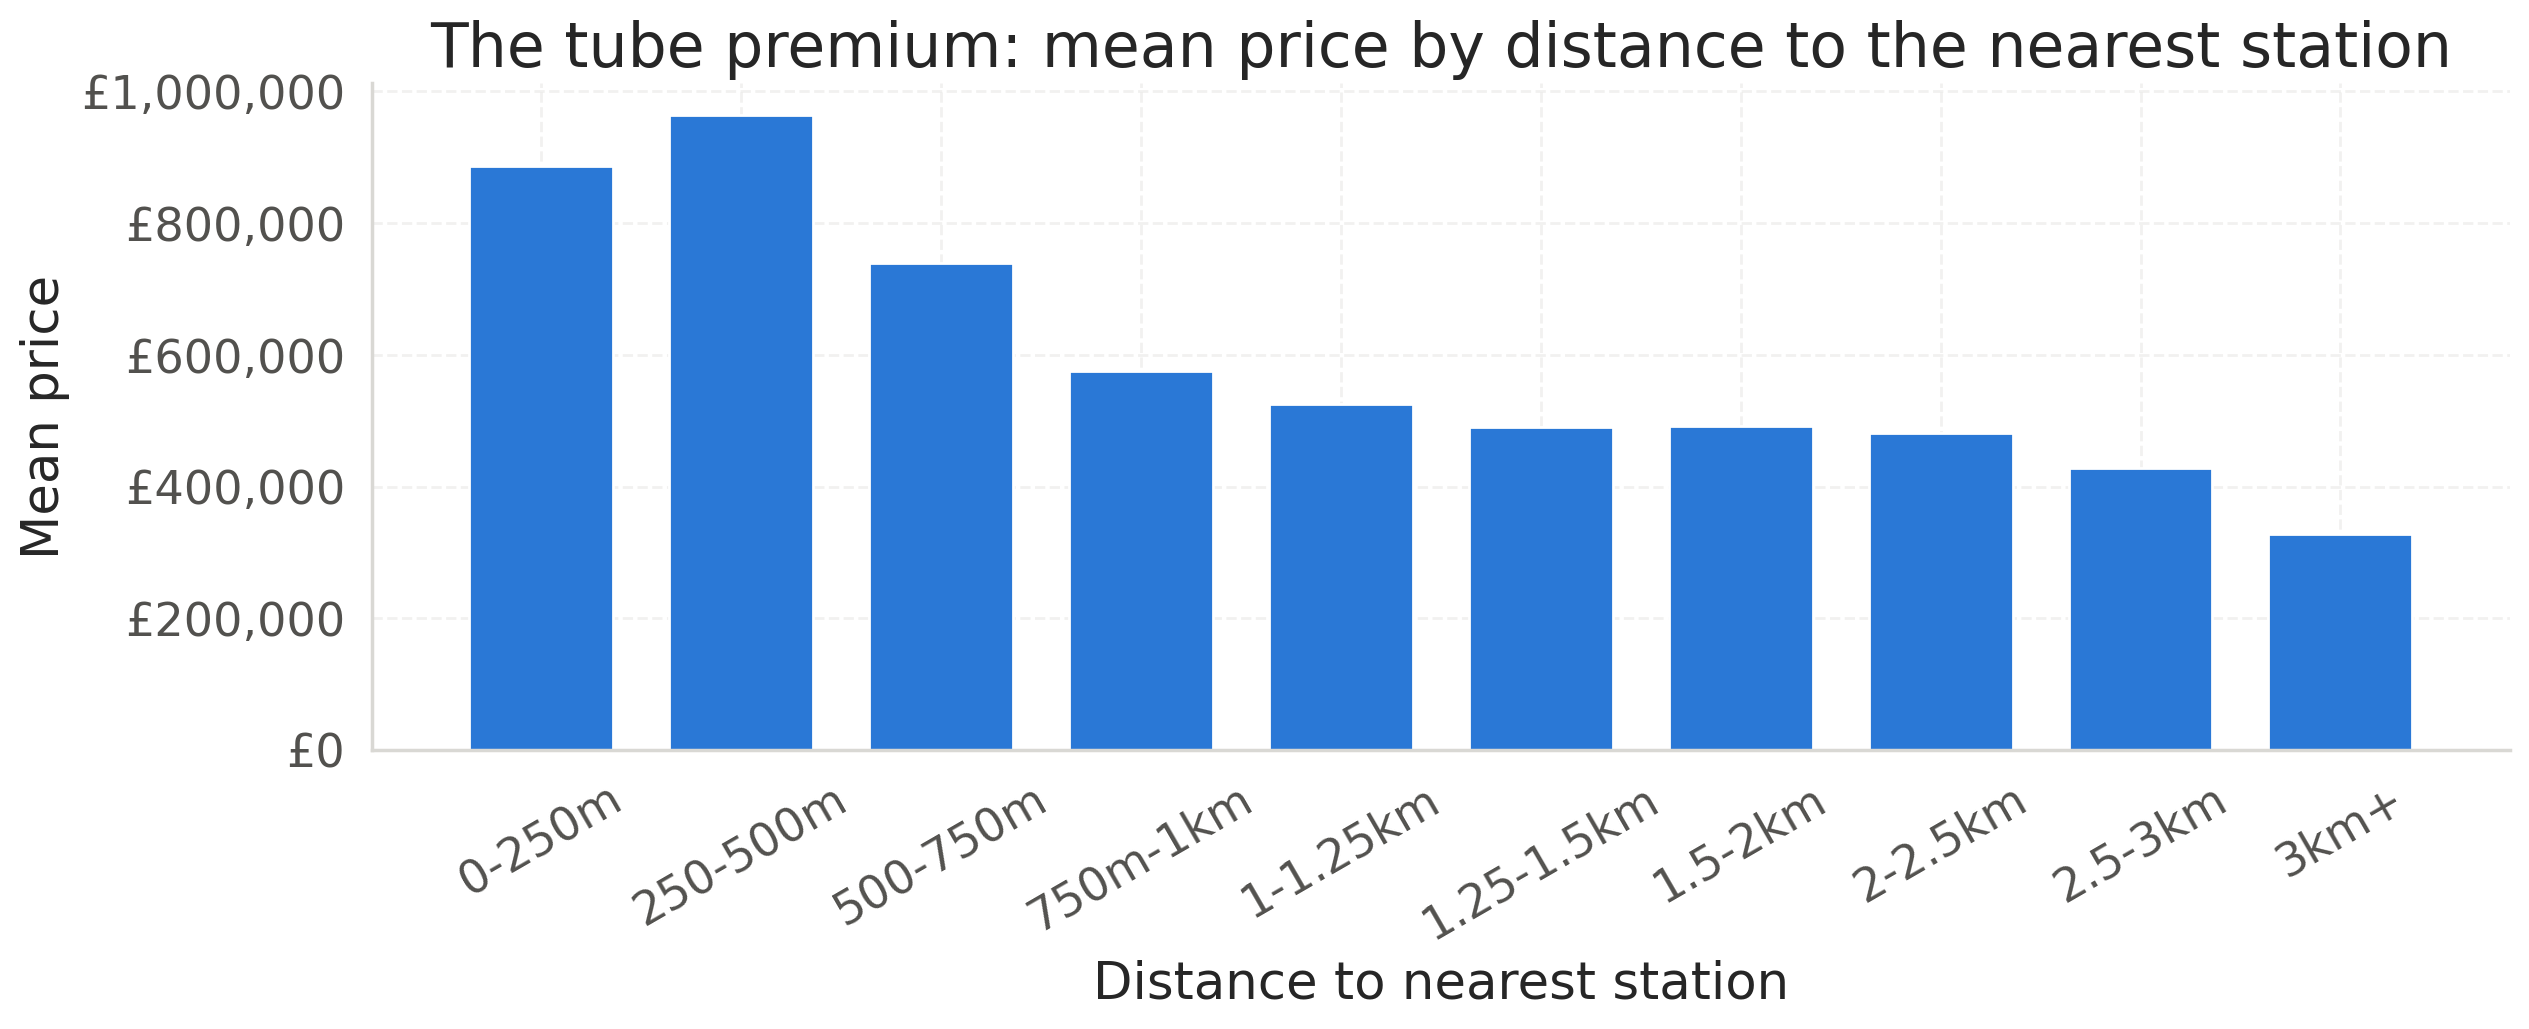 The tube premium: mean price by distance to the nearest station
£1,000,000
£800,000
£600,000
£400,000
£200,000
£0
Mean price
0-250m
250-500m
500-750m
750m-1km
1-1.25km
1.25-1.5km
1.5-2km
2-2.5km
2.5-3km
3km+
Distance to nearest station